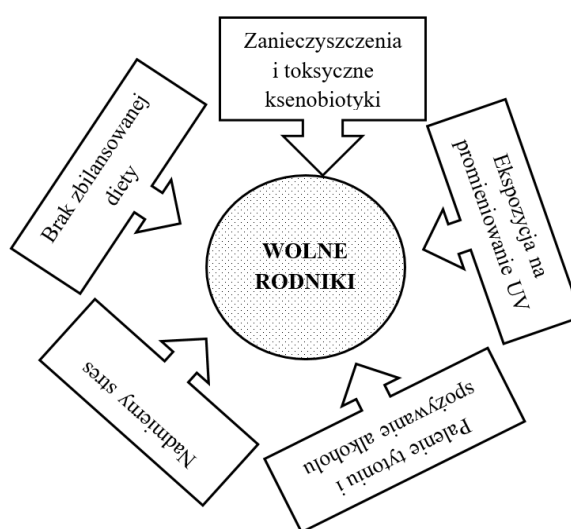 Zanieczyszczenia
i toksyczne
ksenobiotyki
Ekspozycja na
promieniowanie UV
Palenie tytoniu i
spożywanie alkoholu
Nadmierny stres
Brak zbilansowanej
diety
WOLNE
RODNIKI